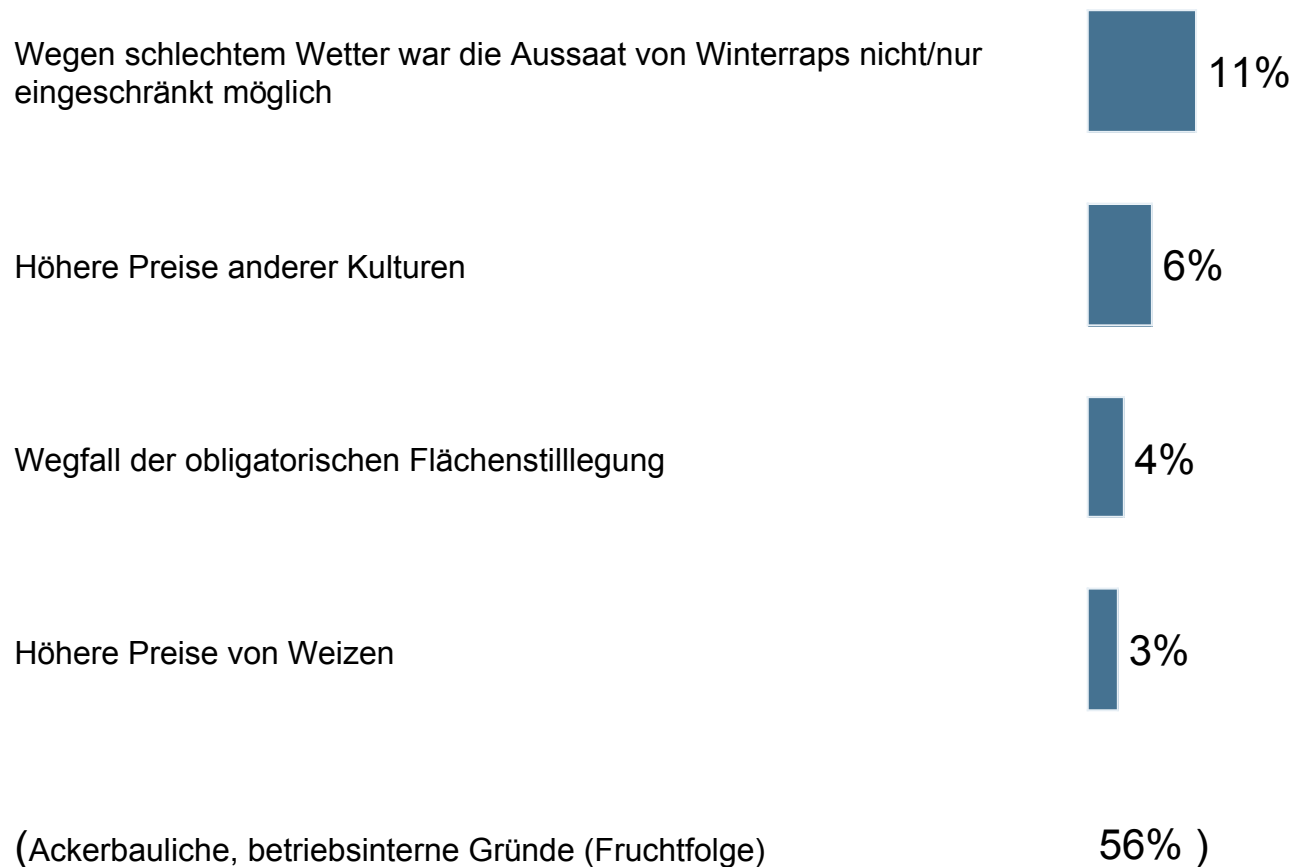 Wegen schlechtem Wetter war die Aussaat von Winterraps nicht/nur
eingeschränkt möglich
11%
Höhere Preise anderer Kulturen
6%
Wegfall der obligatorischen Flächenstilllegung
4%
Höhere Preise von Weizen
3%
(Ackerbauliche, betriebsinterne Gründe (Fruchtfolge)
56% )